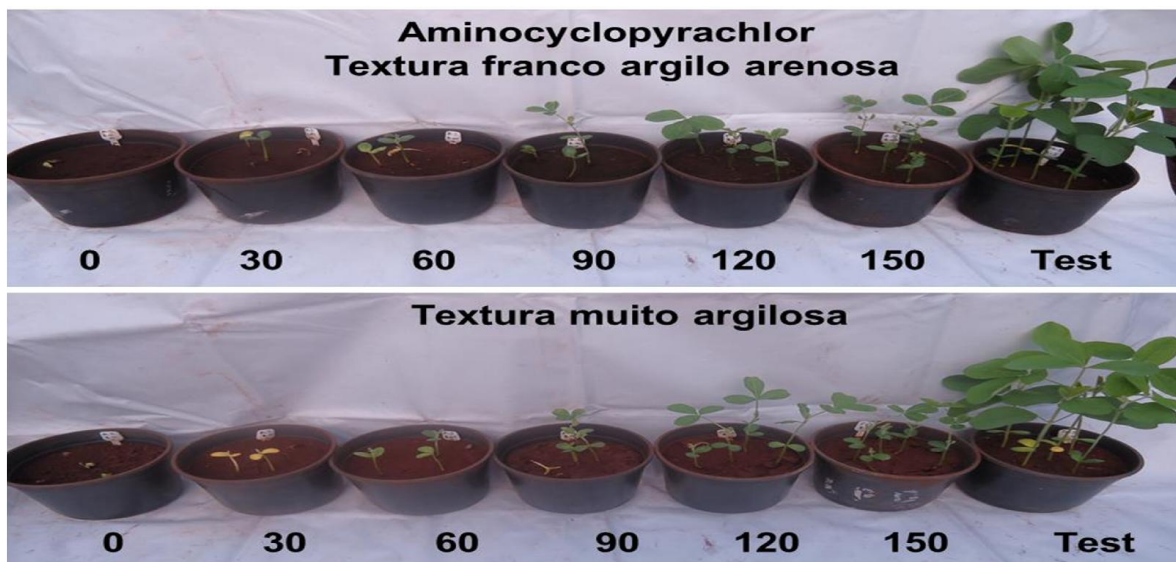 Aminocyclopyrachlor
Textura franco argilo arenosa
0 30 60 90 120 150 Test
Textura muito argilosa
0 30 60 90 120 150 Test